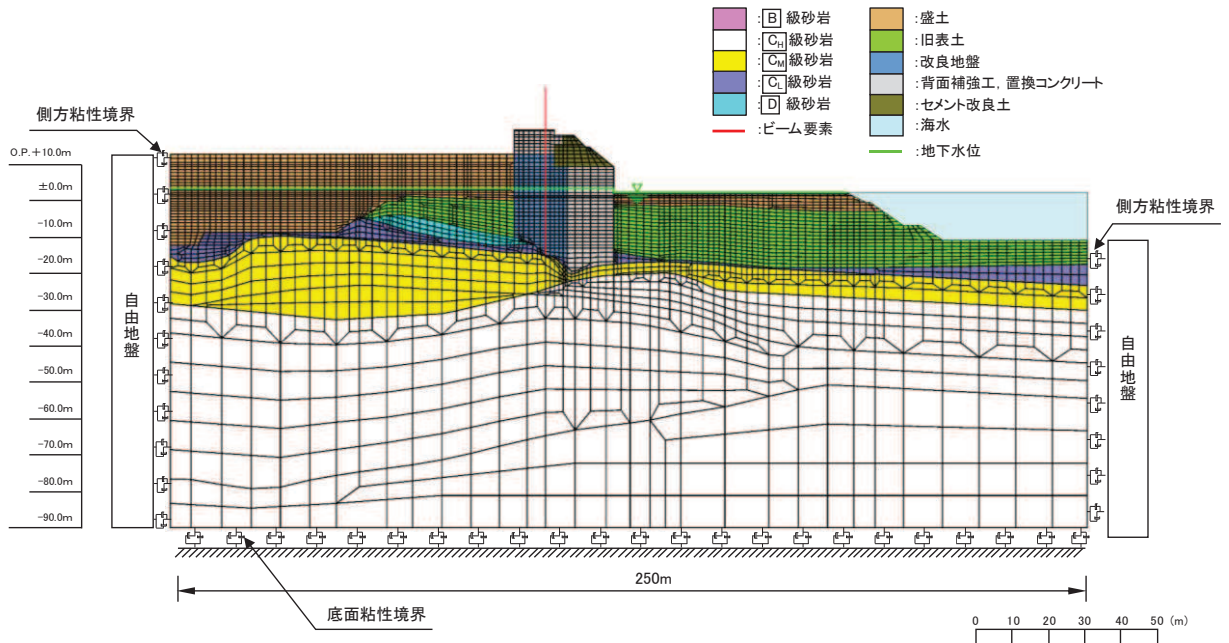 :B 級砂岩
:CH 級砂岩
:CM 級砂岩
:CL 級砂岩
:D 級砂岩
:ビーム要素
:盛土
:旧表土
:改良地盤
:背面補強工，置換コンクリート
:セメント改良土
:海水
:地下水位
側方粘性境界
O.P.+10.0m
±0.0m
-10.0m
-20.0m
-30.0m
-40.0m
-50.0m
-60.0m
-70.0m
-80.0m
-90.0m
自由地盤
側方粘性境界
自由地盤
250m
底面粘性境界
0 10 20 30 40 50 (m)